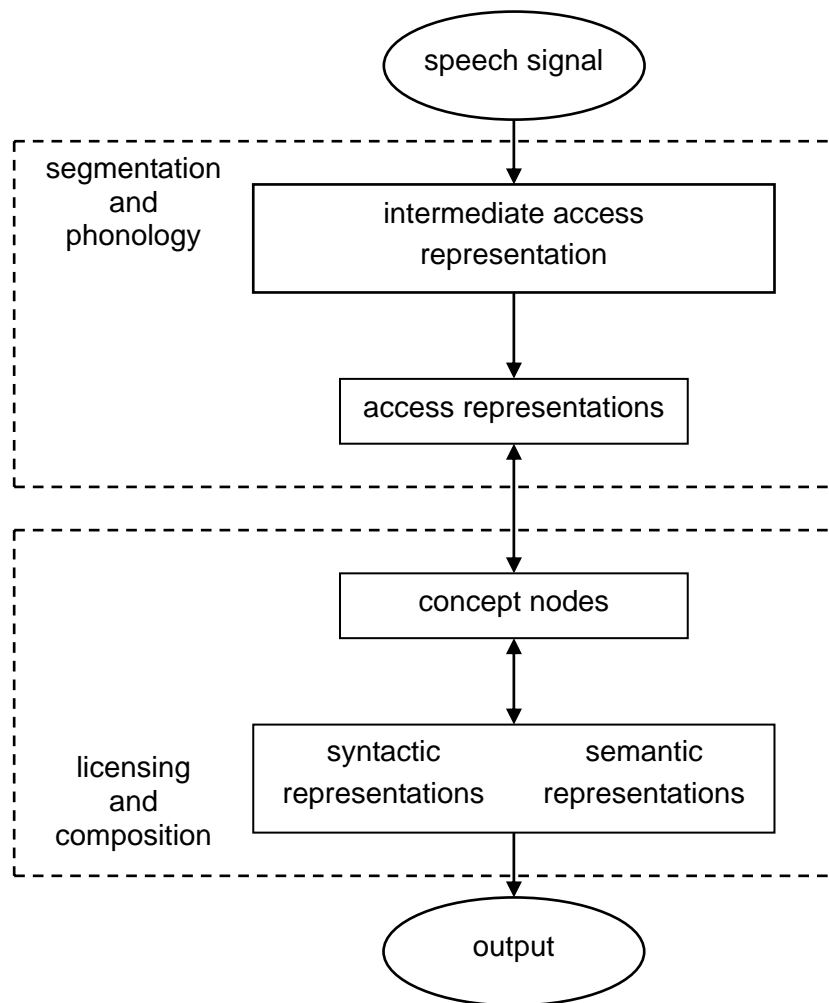 speech signal
segmentation
and
phonology
intermediate access
representation
access representations
concept nodes
syntactic
representations
semantic
representations
licensing
and
composition
output